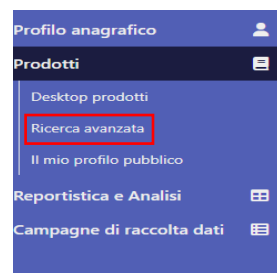 Profilo anagrafico
Prodotti
Desktop prodotti
Ricerca avanzata
Il mio profilo pubblico
Reportistica e Analisi
Campagne di raccolta dati